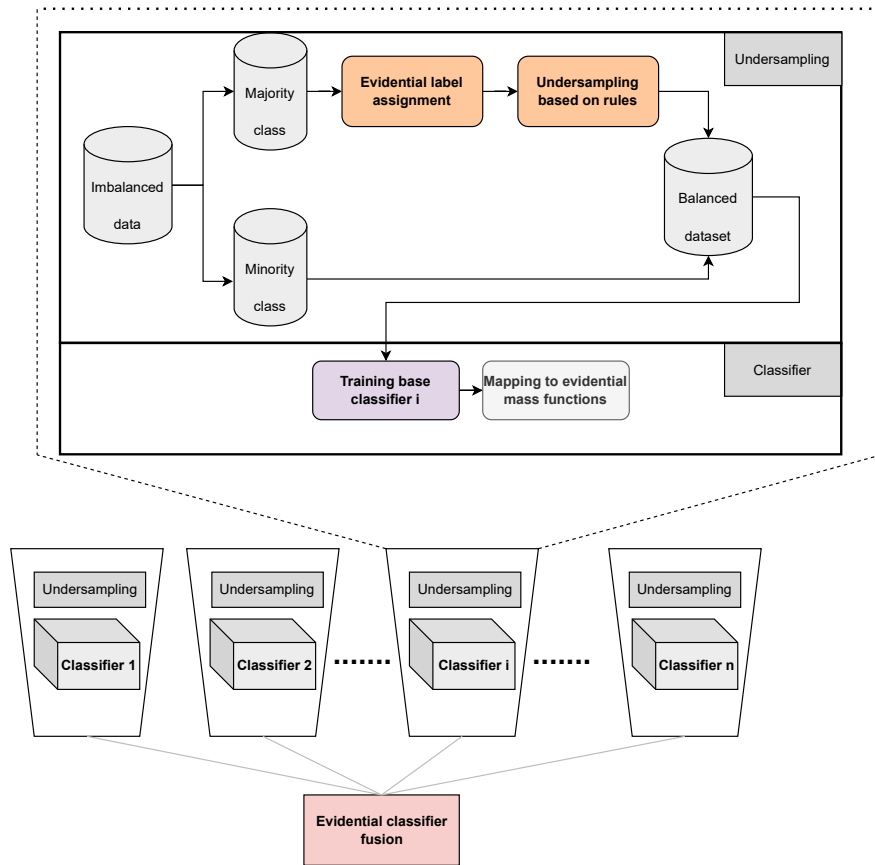 Undersampling
Majority
class
Evidential label
assignment
Undersampling
based on rules
Imbalanced
data
Balanced
dataset
Minority
class
Classifier
Training base
classifier i
Mapping to evidential
mass functions
Undersampling
Undersampling
Undersampling
Undersampling
Classifier 1
Classifier 2
Classifier i
Classifier n
Evidential classifier
fusion